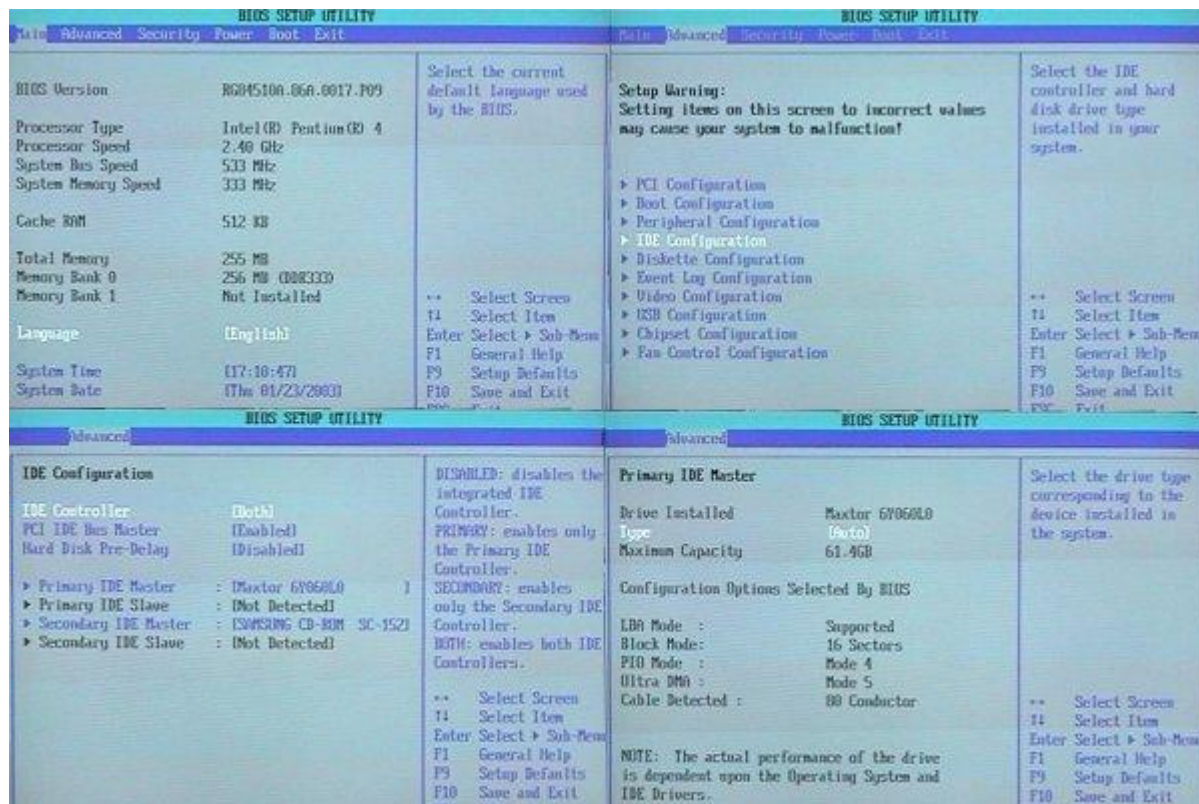 BIOS SETUP UTILITY
Main Advanced Security Power Boot Exit
BIOS Version RG84510A.86A.0017.P09
Processor Type Intel(R) Pentium(R) 4
Processor Speed 2.40 GHz
System Bus Speed 533 MHz
System Memory Speed 333 MHz
Cache RAM 512 KB
Total Memory 255 MB
Memory Bank 0 256 MB (DDR333)
Memory Bank 1 Not Installed
Language [English]
System Time [17:10:47]
System Date [Thu 01/23/2003]
Select the current
default language used
by the BIOS.
↔ Select Screen
↑↓ Select Item
Enter Select ▶ Sub-Menu
F1 General Help
F9 Setup Defaults
F10 Save and Exit
BIOS SETUP UTILITY
Main Advanced Security Power Boot Exit
Setup Warning:
Setting items on this screen to incorrect values
may cause your system to malfunction!
▶ PCI Configuration
▶ Boot Configuration
▶ Peripheral Configuration
▶ IDE Configuration
▶ Diskette Configuration
▶ Event Log Configuration
▶ Video Configuration
▶ USB Configuration
▶ Chipset Configuration
▶ Fan Control Configuration
Select the IDE
controller and hard
disk drive type
installed in your
system.
↔ Select Screen
↑↓ Select Item
Enter Select ▶ Sub-Men
F1 General Help
F9 Setup Defaults
F10 Save and Exit
ESC Exit
BIOS SETUP UTILITY
Advanced
IDE Configuration
IDE Controller [Both]
PCI IDE Bus Master [Enabled]
Hard Disk Pre-Delay [Disabled]
▶ Primary IDE Master : [Maxtor 6Y060L0 ]
▶ Primary IDE Slave : [Not Detected]
▶ Secondary IDE Master : [SAMSUNG CD-ROM SC-152]
▶ Secondary IDE Slave : [Not Detected]
DISABLED: disables the
integrated IDE
Controller.
PRIMARY: enables only
the Primary IDE
Controller.
SECONDARY: enables
only the Secondary IDE
Controller.
BOTH: enables both IDE
Controllers.
↔ Select Screen
↑↓ Select Item
Enter Select ▶ Sub-Menu
F1 General Help
F9 Setup Defaults
F10 Save and Exit
BIOS SETUP UTILITY
Advanced
Primary IDE Master
Drive Installed Maxtor 6Y060L0
Type [Auto]
Maximum Capacity 61.4GB
Configuration Options Selected By BIOS
LBA Mode : Supported
Block Mode: 16 Sectors
PIO Mode : Mode 4
Ultra DMA : Mode 5
Cable Detected : 80 Conductor
NOTE: The actual performance of the drive
is dependent upon the Operating System and
IDE Drivers.
Select the drive type
corresponding to the
device installed in
the system.
↔ Select Screen
↑↓ Select Item
Enter Select ▶ Sub-Menu
F1 General Help
F9 Setup Defaults
F10 Save and Exit